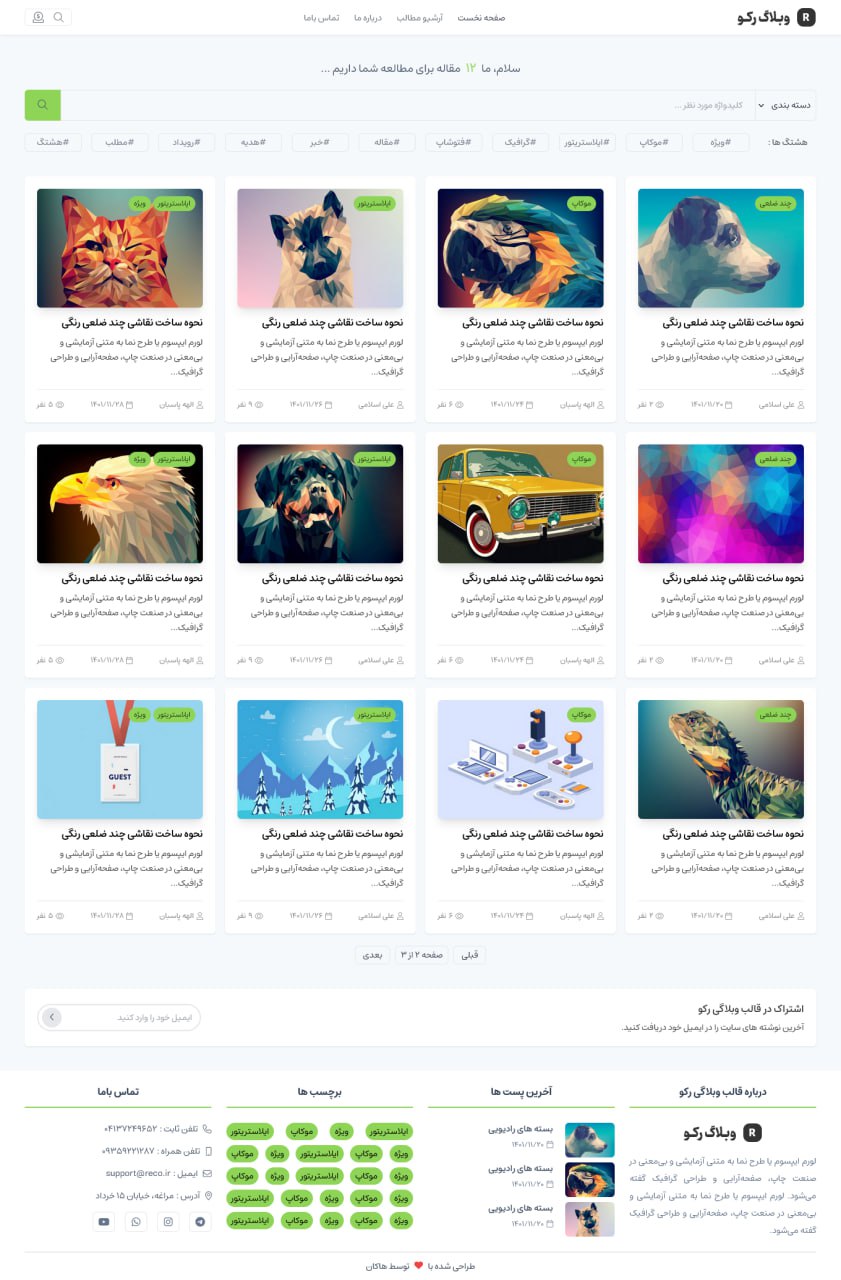 وبلاگ رکو
صفحه نخست
آرشیو مطالب
درباره ما
تماس باما
سلام، ما ۱۲ مقاله برای مطالعه شما داریم ...
دسته بندی
کلیدواژه مورد نظر ...
هشتگ ها :
#ویژه
#موکاپ
#ایلاستریتور
#گرافیک
#فتوشاپ
#مقاله
#خبر
#هدیه
#رویداد
#مطلب
#هشتگ
چند ضلعی
نحوه ساخت نقاشی چند ضلعی رنگی
لورم ایپسوم یا طرح نما به متنی آزمایشی و
بی‌معنی در صنعت چاپ، صفحه‌آرایی و طراحی
گرافیک...
علی اسلامی
۱۴۰۱/۱۱/۲۰
۲ نفر
موکاپ
نحوه ساخت نقاشی چند ضلعی رنگی
لورم ایپسوم یا طرح نما به متنی آزمایشی و
بی‌معنی در صنعت چاپ، صفحه‌آرایی و طراحی
گرافیک...
الهه پاسبان
۱۴۰۱/۱۱/۲۴
۶ نفر
ایلاستریتور
نحوه ساخت نقاشی چند ضلعی رنگی
لورم ایپسوم یا طرح نما به متنی آزمایشی و
بی‌معنی در صنعت چاپ، صفحه‌آرایی و طراحی
گرافیک...
علی اسلامی
۱۴۰۱/۱۱/۲۶
۹ نفر
ایلاستریتور
ویژه
نحوه ساخت نقاشی چند ضلعی رنگی
لورم ایپسوم یا طرح نما به متنی آزمایشی و
بی‌معنی در صنعت چاپ، صفحه‌آرایی و طراحی
گرافیک...
الهه پاسبان
۱۴۰۱/۱۱/۲۸
۵ نفر
چند ضلعی
نحوه ساخت نقاشی چند ضلعی رنگی
لورم ایپسوم یا طرح نما به متنی آزمایشی و
بی‌معنی در صنعت چاپ، صفحه‌آرایی و طراحی
گرافیک...
علی اسلامی
۱۴۰۱/۱۱/۲۰
۲ نفر
موکاپ
نحوه ساخت نقاشی چند ضلعی رنگی
لورم ایپسوم یا طرح نما به متنی آزمایشی و
بی‌معنی در صنعت چاپ، صفحه‌آرایی و طراحی
گرافیک...
الهه پاسبان
۱۴۰۱/۱۱/۲۴
۶ نفر
ایلاستریتور
نحوه ساخت نقاشی چند ضلعی رنگی
لورم ایپسوم یا طرح نما به متنی آزمایشی و
بی‌معنی در صنعت چاپ، صفحه‌آرایی و طراحی
گرافیک...
علی اسلامی
۱۴۰۱/۱۱/۲۶
۹ نفر
ایلاستریتور
ویژه
نحوه ساخت نقاشی چند ضلعی رنگی
لورم ایپسوم یا طرح نما به متنی آزمایشی و
بی‌معنی در صنعت چاپ، صفحه‌آرایی و طراحی
گرافیک...
الهه پاسبان
۱۴۰۱/۱۱/۲۸
۵ نفر
چند ضلعی
نحوه ساخت نقاشی چند ضلعی رنگی
لورم ایپسوم یا طرح نما به متنی آزمایشی و
بی‌معنی در صنعت چاپ، صفحه‌آرایی و طراحی
گرافیک...
علی اسلامی
۱۴۰۱/۱۱/۲۰
۲ نفر
موکاپ
نحوه ساخت نقاشی چند ضلعی رنگی
لورم ایپسوم یا طرح نما به متنی آزمایشی و
بی‌معنی در صنعت چاپ، صفحه‌آرایی و طراحی
گرافیک...
الهه پاسبان
۱۴۰۱/۱۱/۲۴
۶ نفر
ایلاستریتور
نحوه ساخت نقاشی چند ضلعی رنگی
لورم ایپسوم یا طرح نما به متنی آزمایشی و
بی‌معنی در صنعت چاپ، صفحه‌آرایی و طراحی
گرافیک...
علی اسلامی
۱۴۰۱/۱۱/۲۶
۹ نفر
ایلاستریتور
ویژه
GUEST
نحوه ساخت نقاشی چند ضلعی رنگی
لورم ایپسوم یا طرح نما به متنی آزمایشی و
بی‌معنی در صنعت چاپ، صفحه‌آرایی و طراحی
گرافیک...
الهه پاسبان
۱۴۰۱/۱۱/۲۸
۵ نفر
قبلی
صفحه ۲ از ۳
بعدی
اشتراک در قالب وبلاگی رکو
آخرین نوشته های سایت را در ایمیل خود دریافت کنید.
ایمیل خود را وارد کنید.
درباره قالب وبلاگی رکو
وبلاگ رکو
لورم ایپسوم یا طرح نما به متنی آزمایشی و بی‌معنی در
صنعت چاپ، صفحه‌آرایی و طراحی گرافیک گفته
می‌شود. لورم ایپسوم یا طرح نما به متنی آزمایشی و
بی‌معنی در صنعت چاپ، صفحه‌آرایی و طراحی گرافیک
گفته می‌شود.
آخرین پست ها
بسته های رادیویی
۱۴۰۱/۱۱/۲۰
بسته های رادیویی
۱۴۰۱/۱۱/۲۰
بسته های رادیویی
۱۴۰۱/۱۱/۲۰
برچسب ها
ایلاستریتور ویژه موکاپ ایلاستریتور
ویژه موکاپ ایلاستریتور ویژه موکاپ
ویژه موکاپ ایلاستریتور ویژه موکاپ
ویژه موکاپ ویژه موکاپ ایلاستریتور
ویژه موکاپ ویژه موکاپ ایلاستریتور
تماس باما
تلفن ثابت : ۰۴۱۳۷۲۴۹۶۵۲
تلفن همراه : ۰۹۳۵۹۲۲۱۲۸۷
ایمیل : support@reco.ir
آدرس : مراغه، خیابان ۱۵ خرداد
طراحی شده با ❤ توسط هاکان